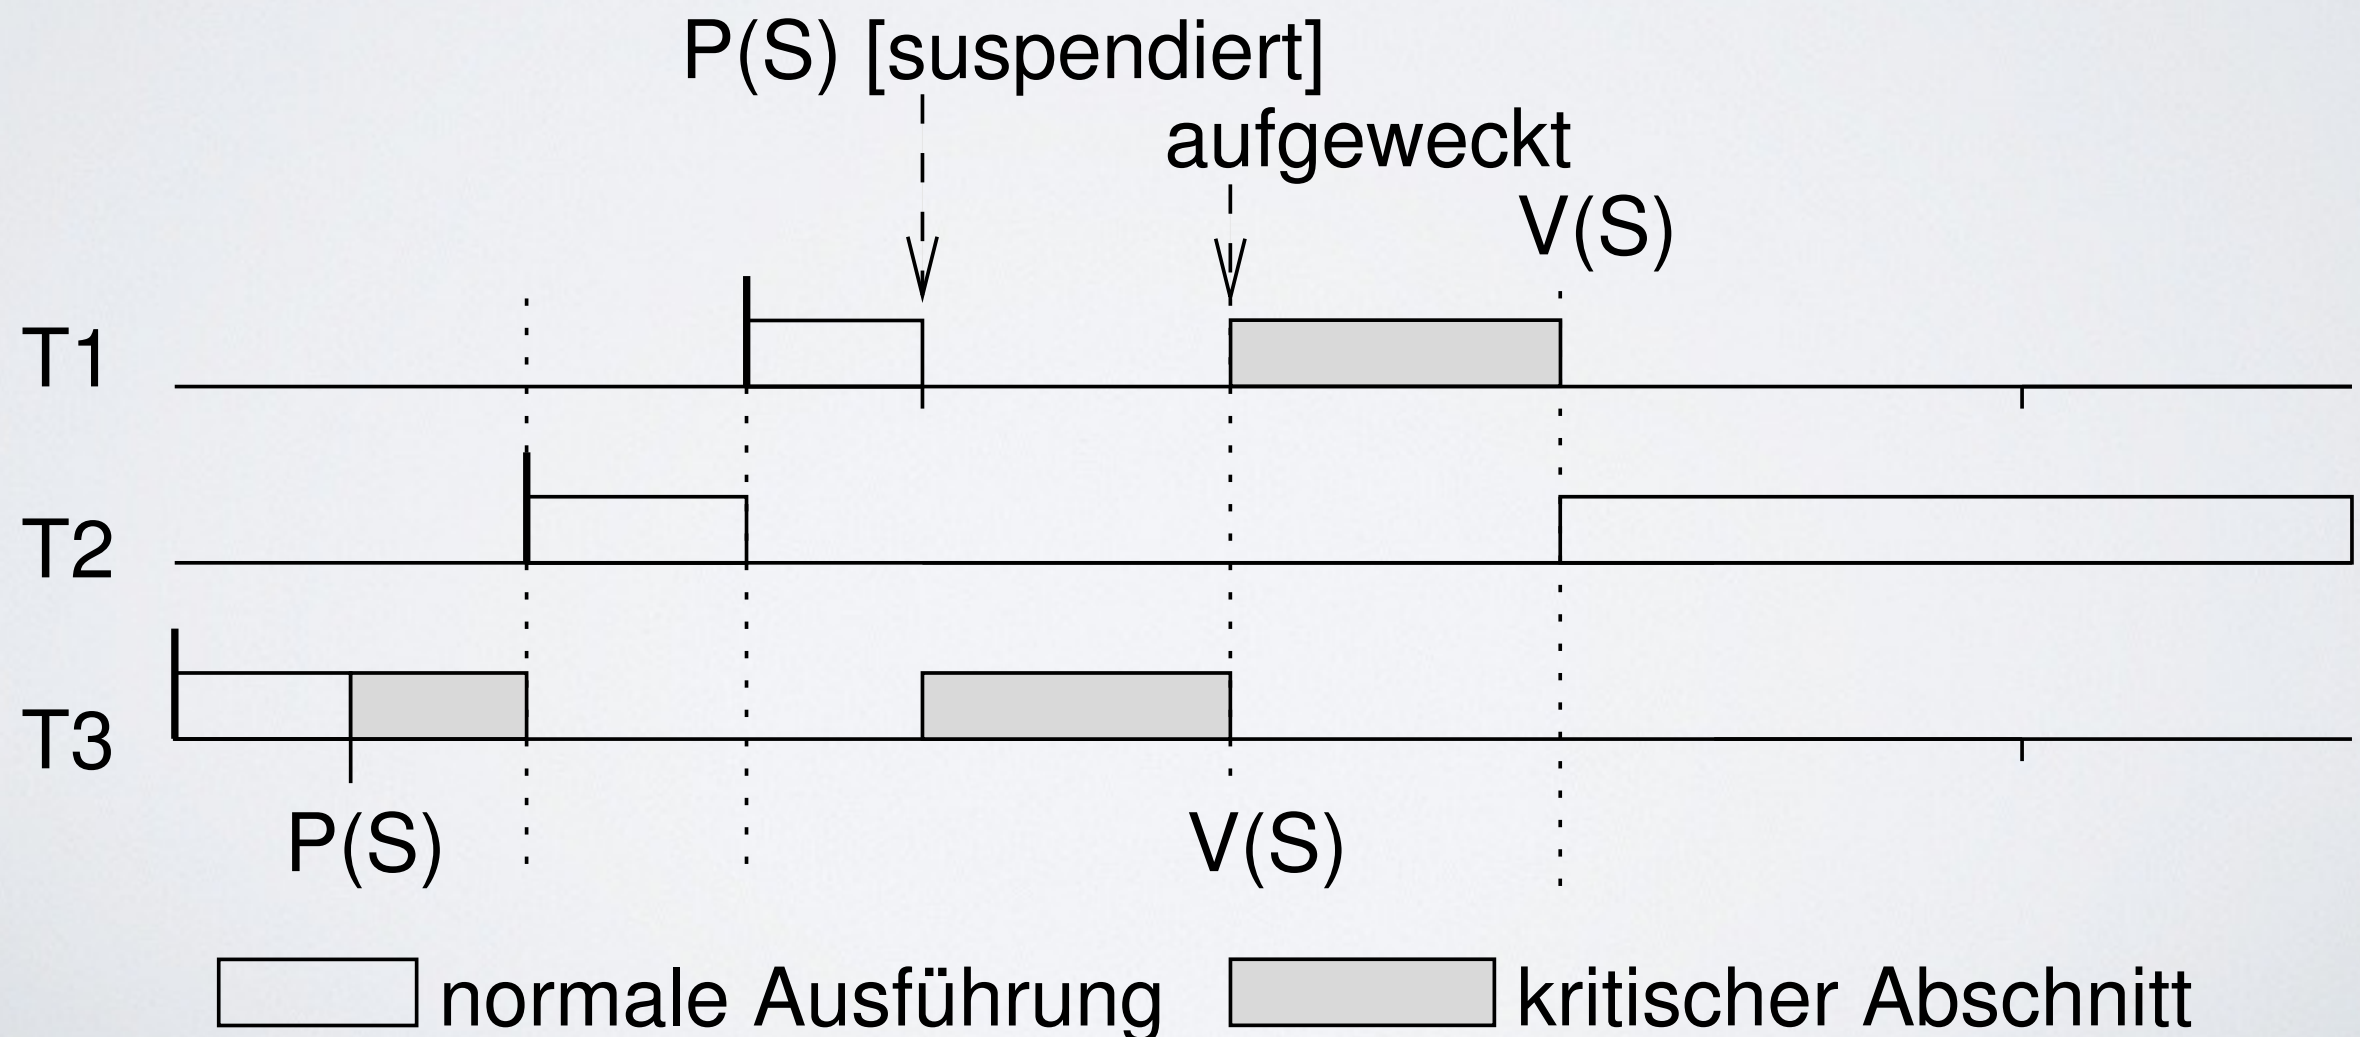 P(S) [suspendiert]
aufgeweckt
V(S)
T1
T2
T3
P(S)
V(S)
normale Ausführung
kritischer Abschnitt